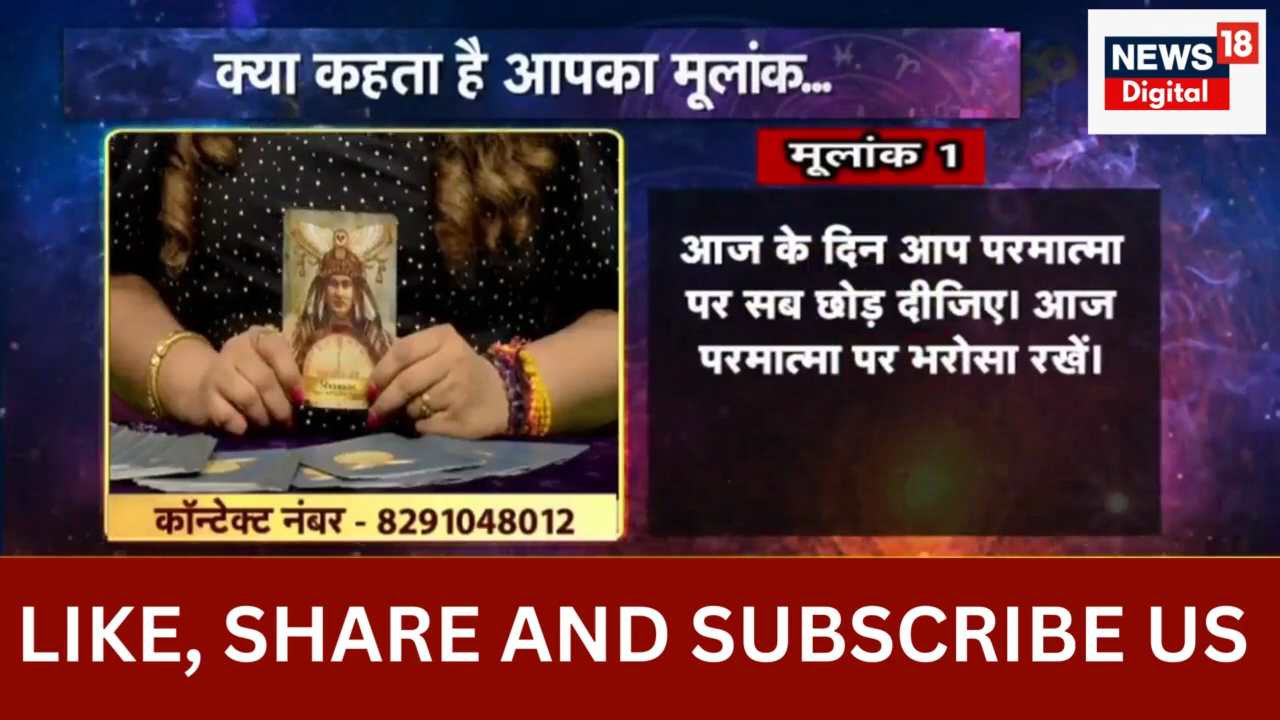 क्या कहता है आपका मूलांक...
NEWS 18
Digital
मूलांक 1
आज के दिन आप परमात्मा
पर सब छोड़ दीजिए। आज
परमात्मा पर भरोसा रखें।
कॉन्टेक्ट नंबर - 8291048012
LIKE, SHARE AND SUBSCRIBE US